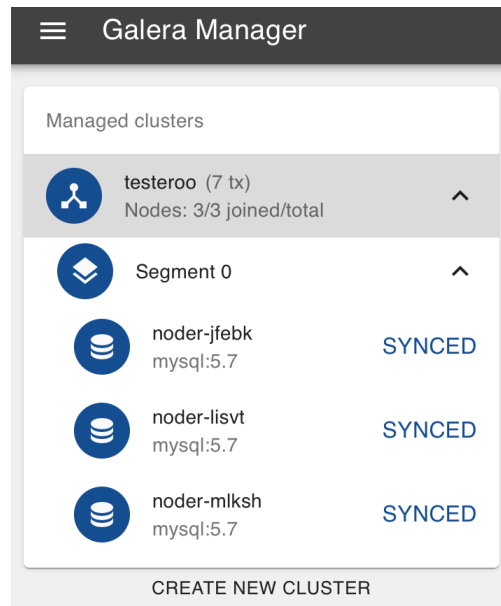 Galera Manager
Managed clusters
testeroo (7 tx)
Nodes: 3/3 joined/total
Segment 0
noder-jfebk
mysql:5.7
SYNCED
noder-lisvt
mysql:5.7
SYNCED
noder-mlksh
mysql:5.7
SYNCED
CREATE NEW CLUSTER